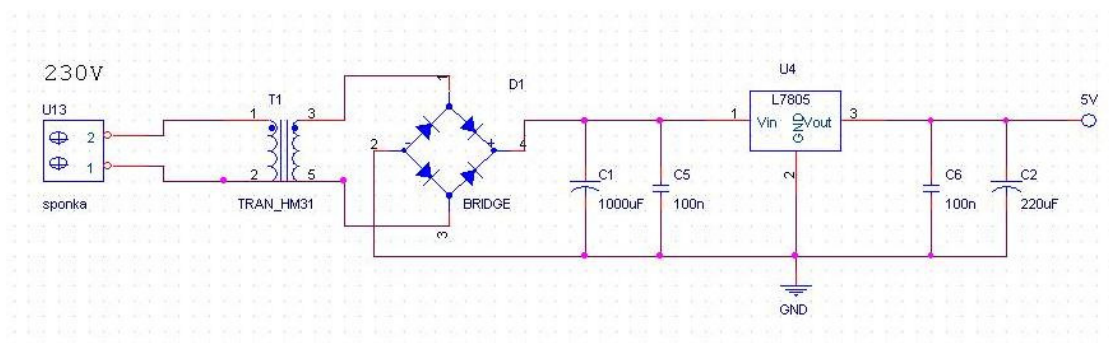 230V
U13
2
1
sponka
T1
1
3
2
5
TRAN_HM31
D1
1
2
-
+
4
3
BRIDGE
C1
1000uF
C5
100n
U4
L7805
1
Vin
GND
Vout
3
2
GND
C6
100n
C2
220uF
5V